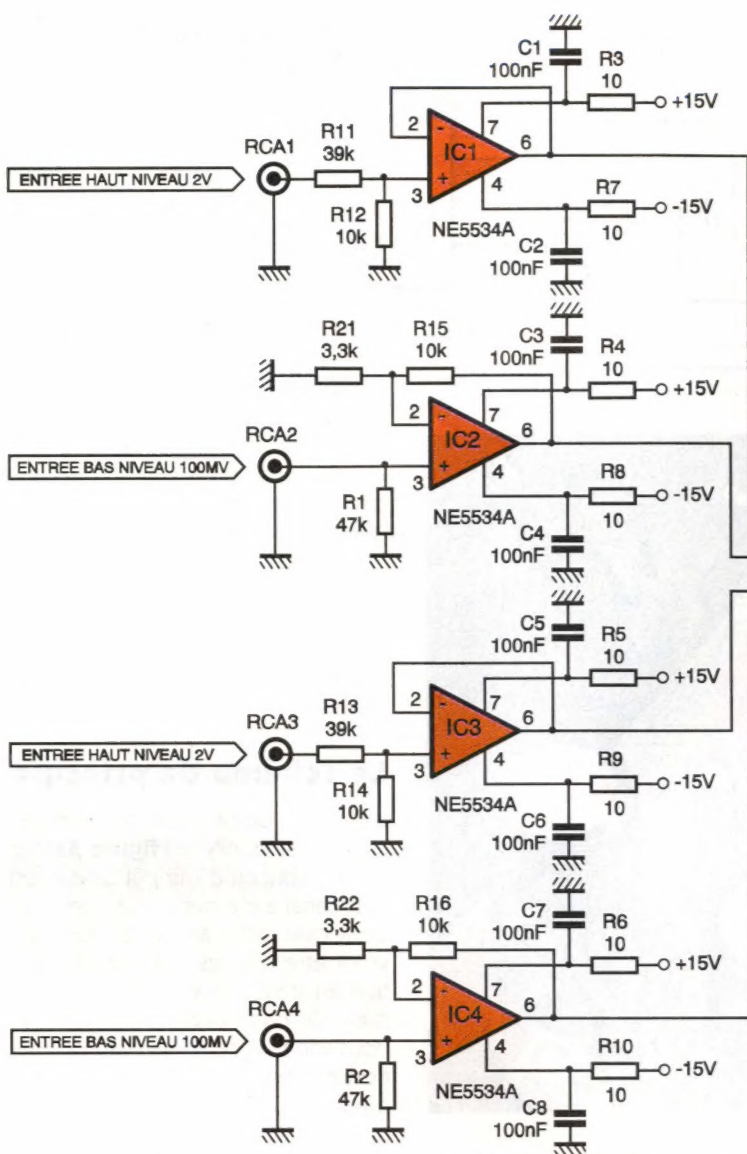 C1
100nF
R3
10
+15V
R11
39k
RCA1
2
-
7
IC1
6
ENTREE HAUT NIVEAU 2V
+
3
4
R12
10k
NE5534A
R7
10
-15V
C2
100nF
R21
3,3k
R15
10k
C3
100nF
R4
10
+15V
RCA2
2
-
7
IC2
6
ENTREE BAS NIVEAU 100MV
+
3
4
R1
47k
NE5534A
R8
10
-15V
C4
100nF
C5
100nF
R5
10
+15V
R13
39k
RCA3
2
-
7
IC3
6
ENTREE HAUT NIVEAU 2V
+
3
4
R14
10k
NE5534A
R9
10
-15V
C6
100nF
R22
3,3k
R16
10k
C7
100nF
R6
10
+15V
RCA4
2
-
7
IC4
6
ENTREE BAS NIVEAU 100MV
+
3
4
R2
47k
NE5534A
R10
10
-15V
C8
100nF